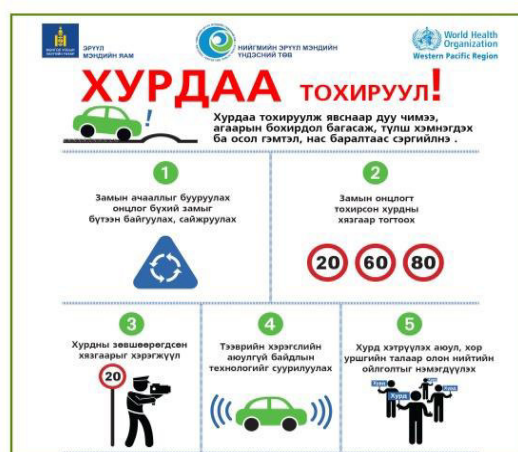 ЭРҮҮЛ
МЭНДИЙН ЯАМ
НИЙГМИЙН ЭРҮҮЛ МЭНДИЙН
ҮНДЭСНИЙ ТӨВ
World Health
Organization
Western Pacific Region
ХУРДАА ТОХИРУУЛ!
!
Хурдаа тохируулж явснаар дуу чимээ,
агаарын бохирдол багасаж, түлш хэмнэгдэх
ба осол гэмтэл, нас баралтаас сэргийлнэ .
1
Замын ачааллыг бууруулах
онцлог бүхий замыг
бүтээн байгуулах, сайжруулах
2
Замын онцлогт
тохирсон хурдны
хязгаар тогтоох
20 60 80
3
Хурдны зөвшөөрөгдсөн
хязгаарыг хэрэгжүүл
20
4
Тээврийн хэрэгслийн
аюулгүй байдлын
технологийг суурилуулах
5
Хурд хэтрүүлэх аюул, хор
уршгийн талаар олон нийтийн
ойлголтыг нэмэгдүүлэх
Хурд
Хурд
Хурд
Хурд